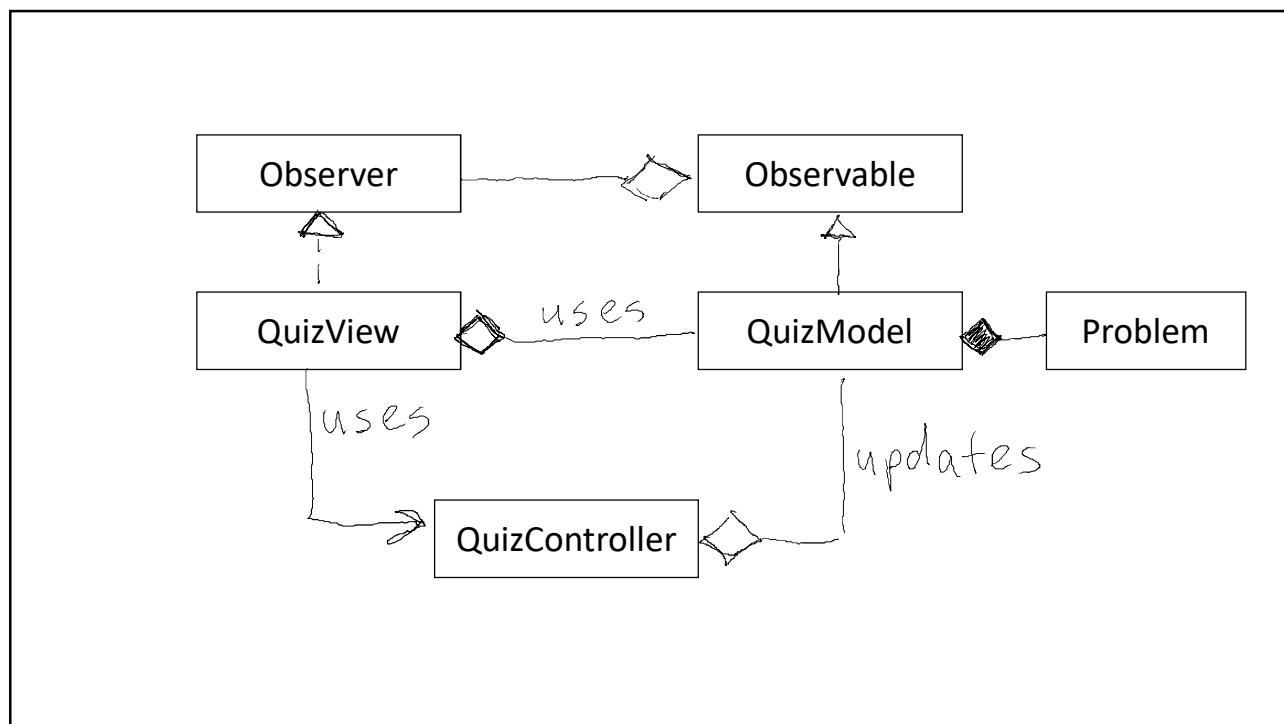 Observer
Observable
uses
QuizView
QuizModel
Problem
uses
updates
QuizController